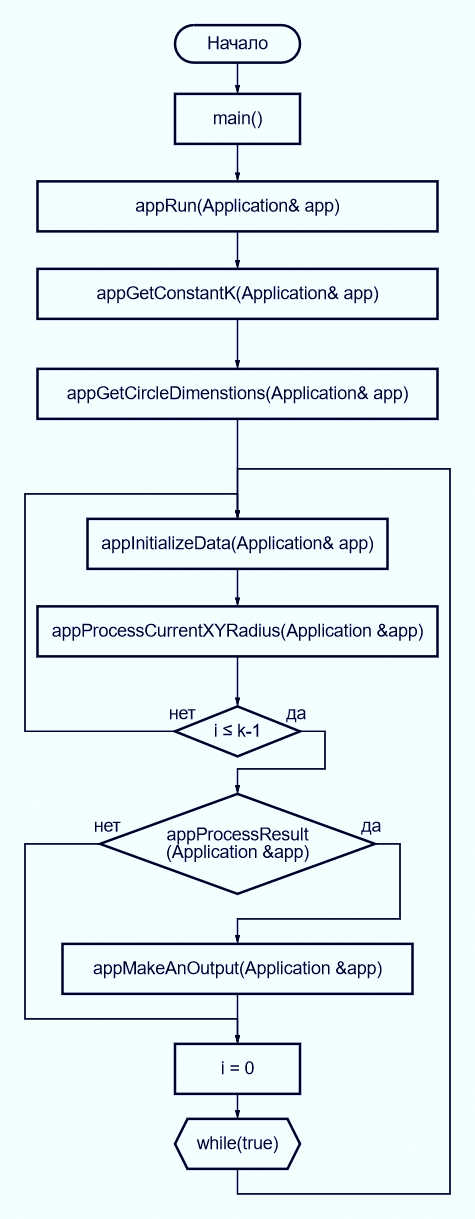 Начало
main()
appRun(Application& app)
appGetConstantK(Application& app)
appGetCircleDimenstions(Application& app)
appInitializeData(Application& app)
appProcessCurrentXYRadius(Application &app)
нет
да
i ≤ k-1
нет
да
appProcessResult
(Application &app)
appMakeAnOutput(Application &app)
i = 0
while(true)